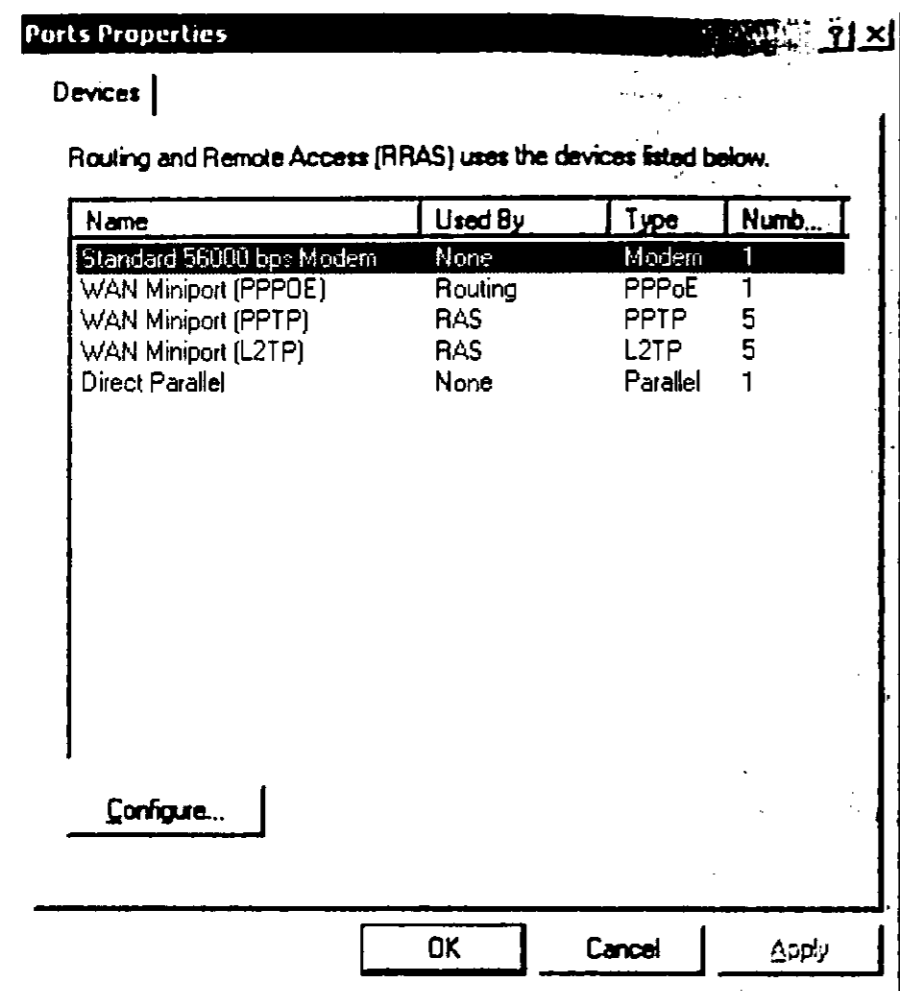 Ports Properties
Devices
Routing and Remote Access (RRAS) uses the devices listed below.
Name Used By Type Numb...
Standard 56000 bps Modem None Modem 1
WAN Miniport (PPPOE) Routing PPPoE 1
WAN Miniport (PPTP) RAS PPTP 5
WAN Miniport (L2TP) RAS L2TP 5
Direct Parallel None Parallel 1
Configure...
OK Cancel Apply